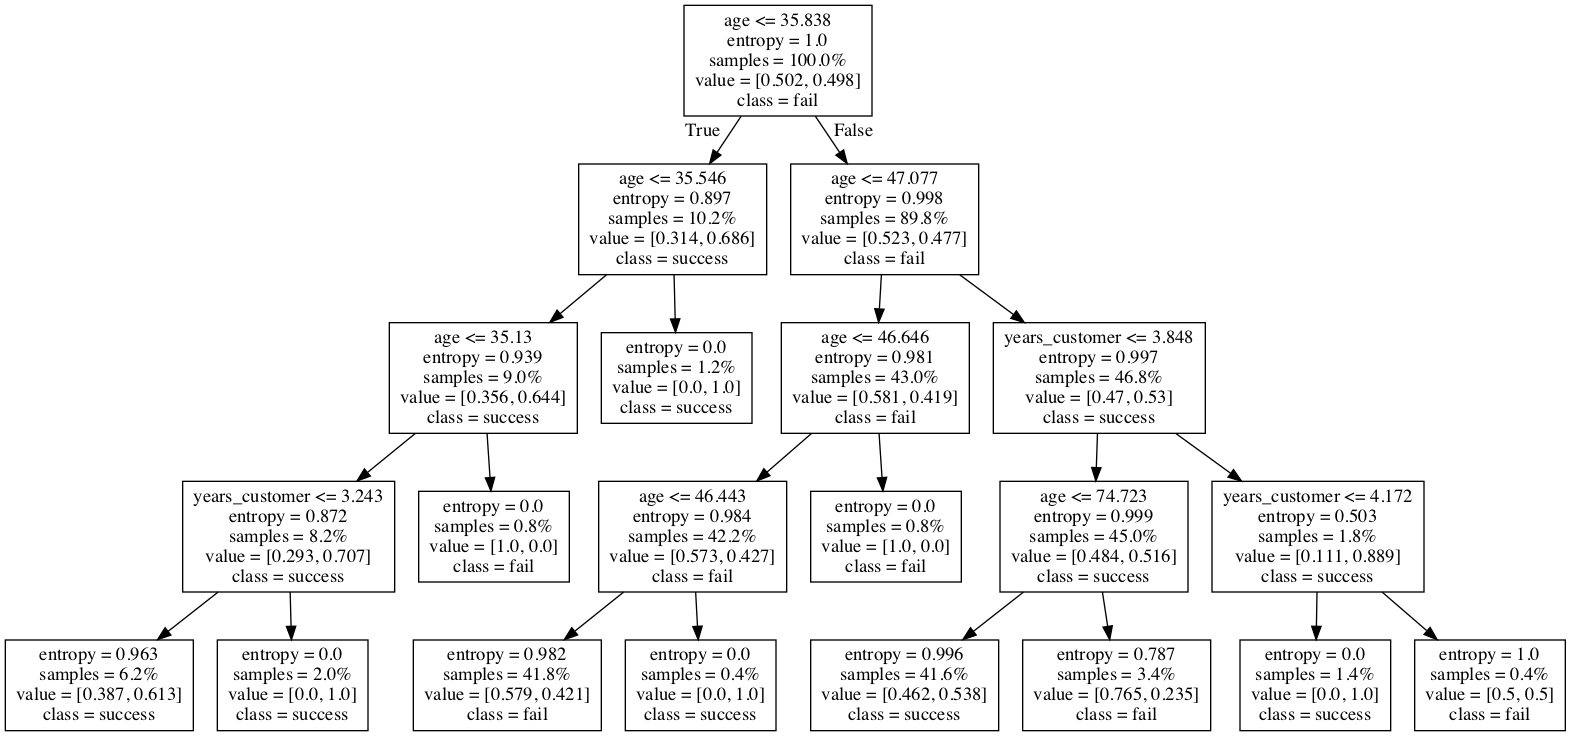 age <= 35.838
entropy = 1.0
samples = 100.0%
value = [0.502, 0.498]
class = fail
True
False
age <= 35.546
entropy = 0.897
samples = 10.2%
value = [0.314, 0.686]
class = success
age <= 47.077
entropy = 0.998
samples = 89.8%
value = [0.523, 0.477]
class = fail
age <= 35.13
entropy = 0.939
samples = 9.0%
value = [0.356, 0.644]
class = success
entropy = 0.0
samples = 1.2%
value = [0.0, 1.0]
class = success
age <= 46.646
entropy = 0.981
samples = 43.0%
value = [0.581, 0.419]
class = fail
years_customer <= 3.848
entropy = 0.997
samples = 46.8%
value = [0.47, 0.53]
class = success
years_customer <= 3.243
entropy = 0.872
samples = 8.2%
value = [0.293, 0.707]
class = success
entropy = 0.0
samples = 0.8%
value = [1.0, 0.0]
class = fail
age <= 46.443
entropy = 0.984
samples = 42.2%
value = [0.573, 0.427]
class = fail
entropy = 0.0
samples = 0.8%
value = [1.0, 0.0]
class = fail
age <= 74.723
entropy = 0.999
samples = 45.0%
value = [0.484, 0.516]
class = success
years_customer <= 4.172
entropy = 0.503
samples = 1.8%
value = [0.111, 0.889]
class = success
entropy = 0.963
samples = 6.2%
value = [0.387, 0.613]
class = success
entropy = 0.0
samples = 2.0%
value = [0.0, 1.0]
class = success
entropy = 0.982
samples = 41.8%
value = [0.579, 0.421]
class = fail
entropy = 0.0
samples = 0.4%
value = [0.0, 1.0]
class = success
entropy = 0.996
samples = 41.6%
value = [0.462, 0.538]
class = success
entropy = 0.787
samples = 3.4%
value = [0.765, 0.235]
class = fail
entropy = 0.0
samples = 1.4%
value = [0.0, 1.0]
class = success
entropy = 1.0
samples = 0.4%
value = [0.5, 0.5]
class = fail